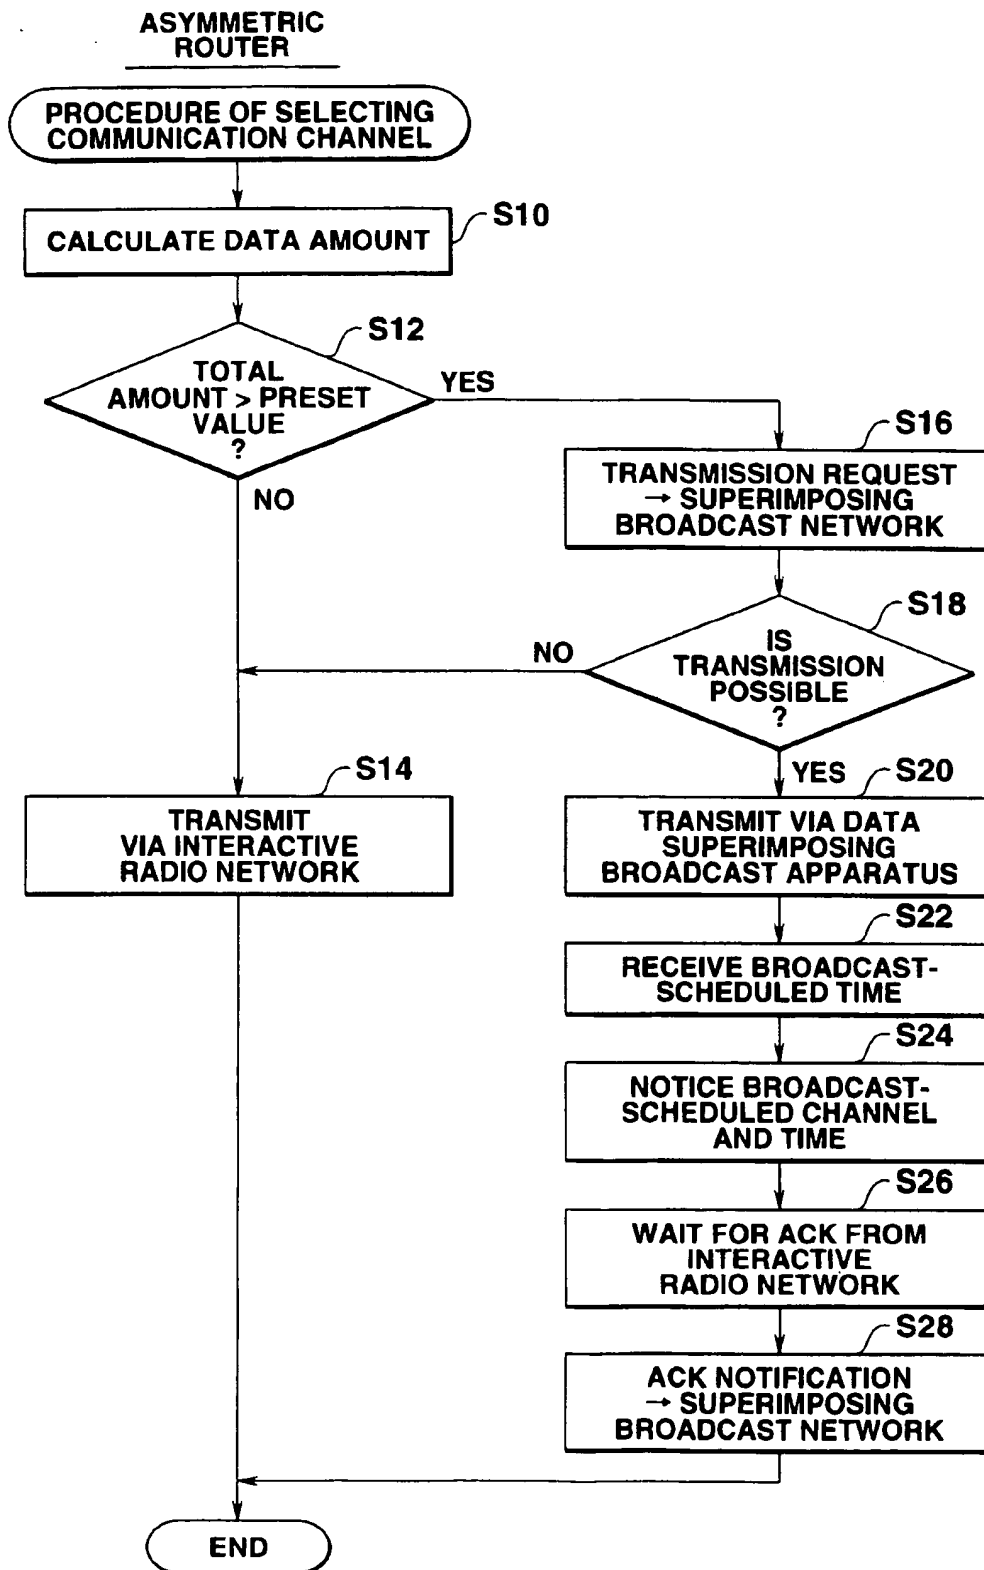 ASYMMETRIC
ROUTER
PROCEDURE OF SELECTING
COMMUNICATION CHANNEL
S10
CALCULATE DATA AMOUNT
S12
TOTAL
AMOUNT > PRESET
VALUE
?
YES
NO
S16
TRANSMISSION REQUEST
→ SUPERIMPOSING
BROADCAST NETWORK
S18
IS
TRANSMISSION
POSSIBLE
?
NO
YES
S14
TRANSMIT
VIA INTERACTIVE
RADIO NETWORK
S20
TRANSMIT VIA DATA
SUPERIMPOSING
BROADCAST APPARATUS
S22
RECEIVE BROADCAST-
SCHEDULED TIME
S24
NOTICE BROADCAST-
SCHEDULED CHANNEL
AND TIME
S26
WAIT FOR ACK FROM
INTERACTIVE
RADIO NETWORK
S28
ACK NOTIFICATION
→ SUPERIMPOSING
BROADCAST NETWORK
END